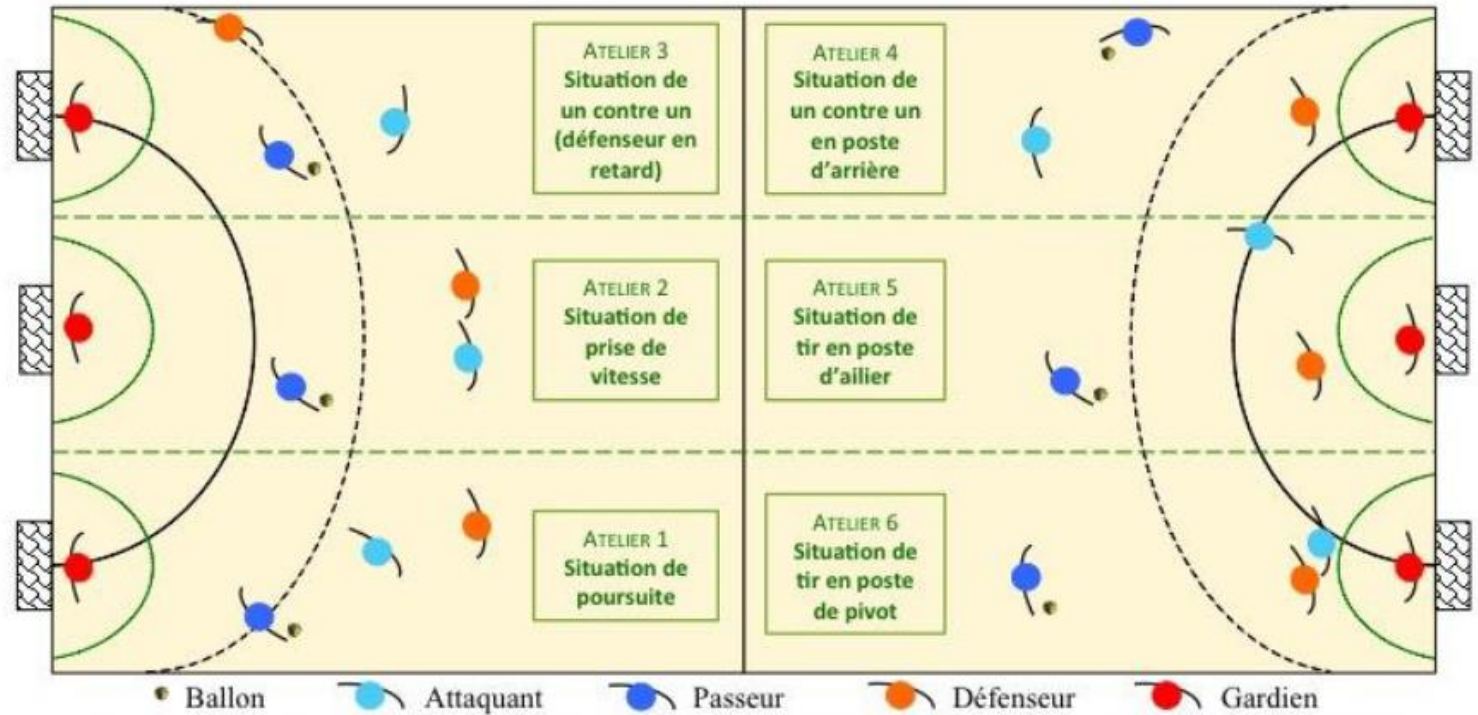 ATELIER 3
Situation de
un contre un
(défenseur en
retard)
ATELIER 4
Situation de
un contre un
en poste
d'arrière
ATELIER 2
Situation de
prise de
vitesse
ATELIER 5
Situation de
tir en poste
d'ailier
ATELIER 1
Situation de
poursuite
ATELIER 6
Situation de
tir en poste
de pivot
Ballon Attaquant Passeur Défenseur Gardien